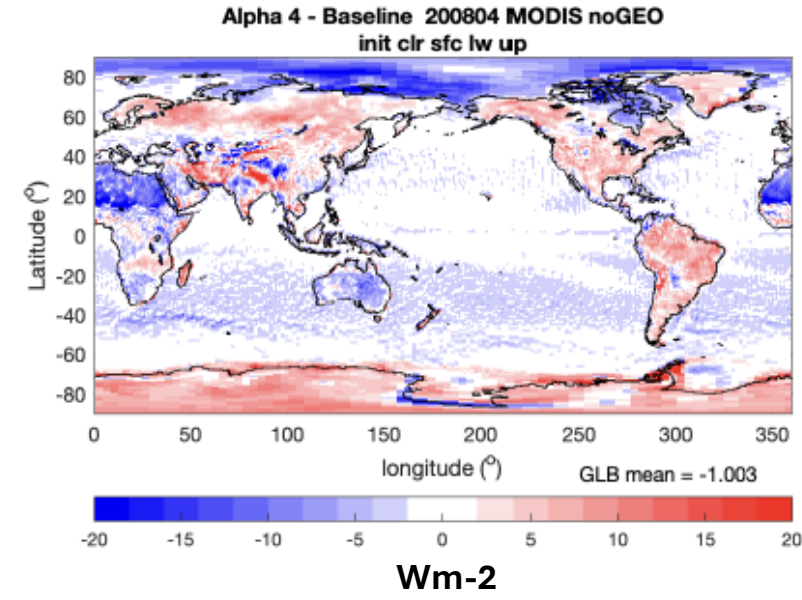 Alpha 4 - Baseline 200804 MODIS noGEO
init clr sfc lw up
Latitude (°)
80
60
40
20
0
-20
-40
-60
-80
0 50 100 150 200 250 300 350
longitude (°)
GLB mean = -1.003
-20 -15 -10 -5 0 5 10 15 20
Wm-2